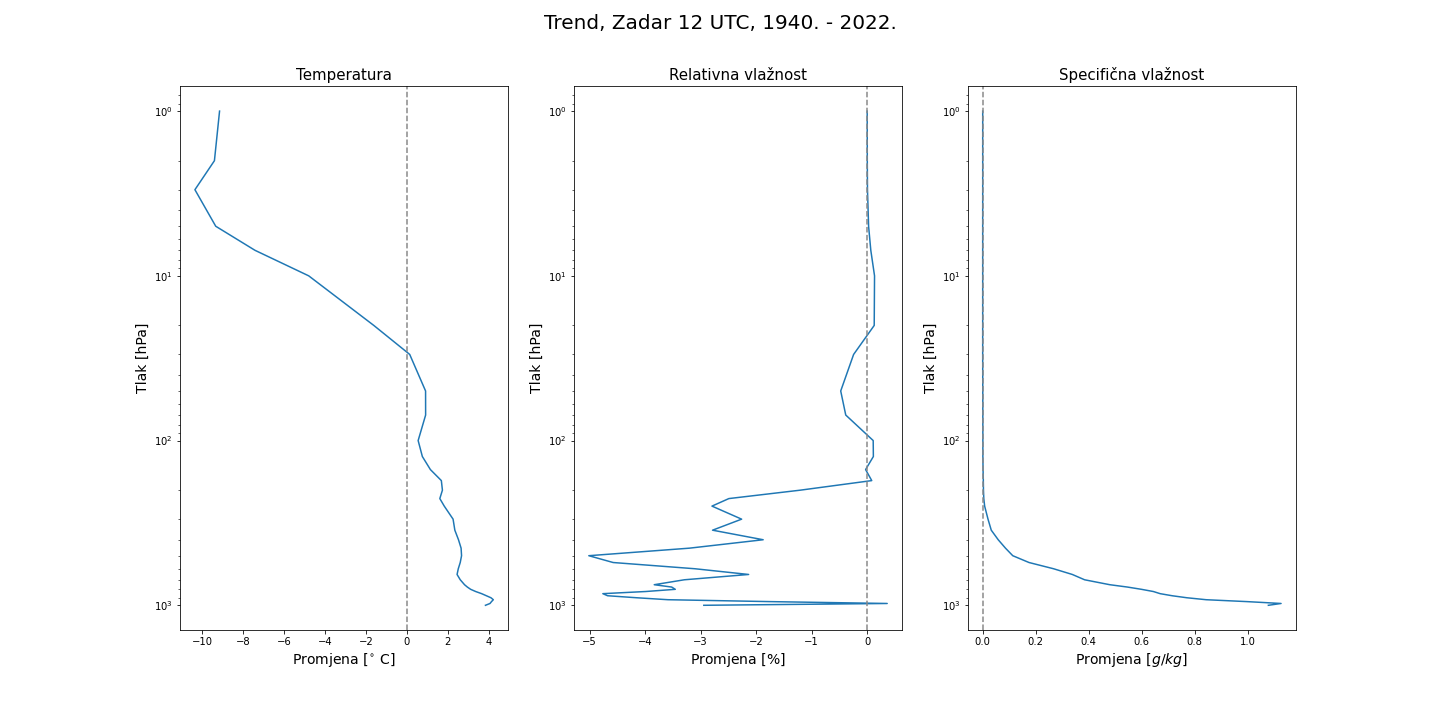 Trend, Zadar 12 UTC, 1940. - 2022.
Temperatura
Tlak [hPa]
10⁰
10¹
10²
10³
−10 −8 −6 −4 −2 0 2 4
Promjena [° C]
Relativna vlažnost
Tlak [hPa]
10⁰
10¹
10²
10³
−5 −4 −3 −2 −1 0
Promjena [%]
Specifična vlažnost
Tlak [hPa]
10⁰
10¹
10²
10³
0.0 0.2 0.4 0.6 0.8 1.0
Promjena [g/kg]